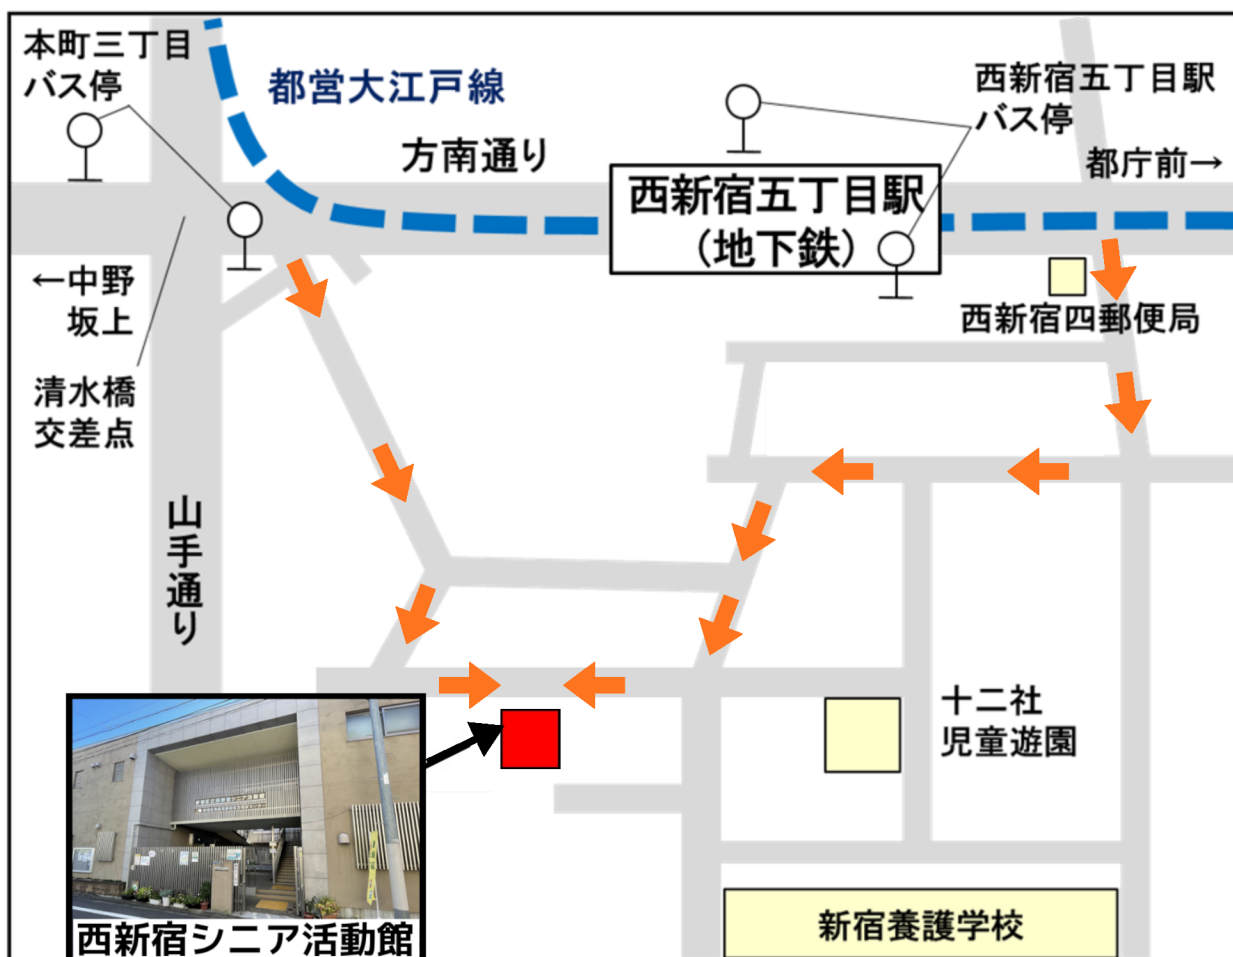 本町三丁目
バス停
都営大江戸線
方南通り
西新宿五丁目駅
バス停
都庁前→
西新宿五丁目駅
（地下鉄）
←中野
坂上
西新宿四郵便局
清水橋
交差点
山手通り
十二社
児童遊園
新宿養護学校
西新宿シニア活動館